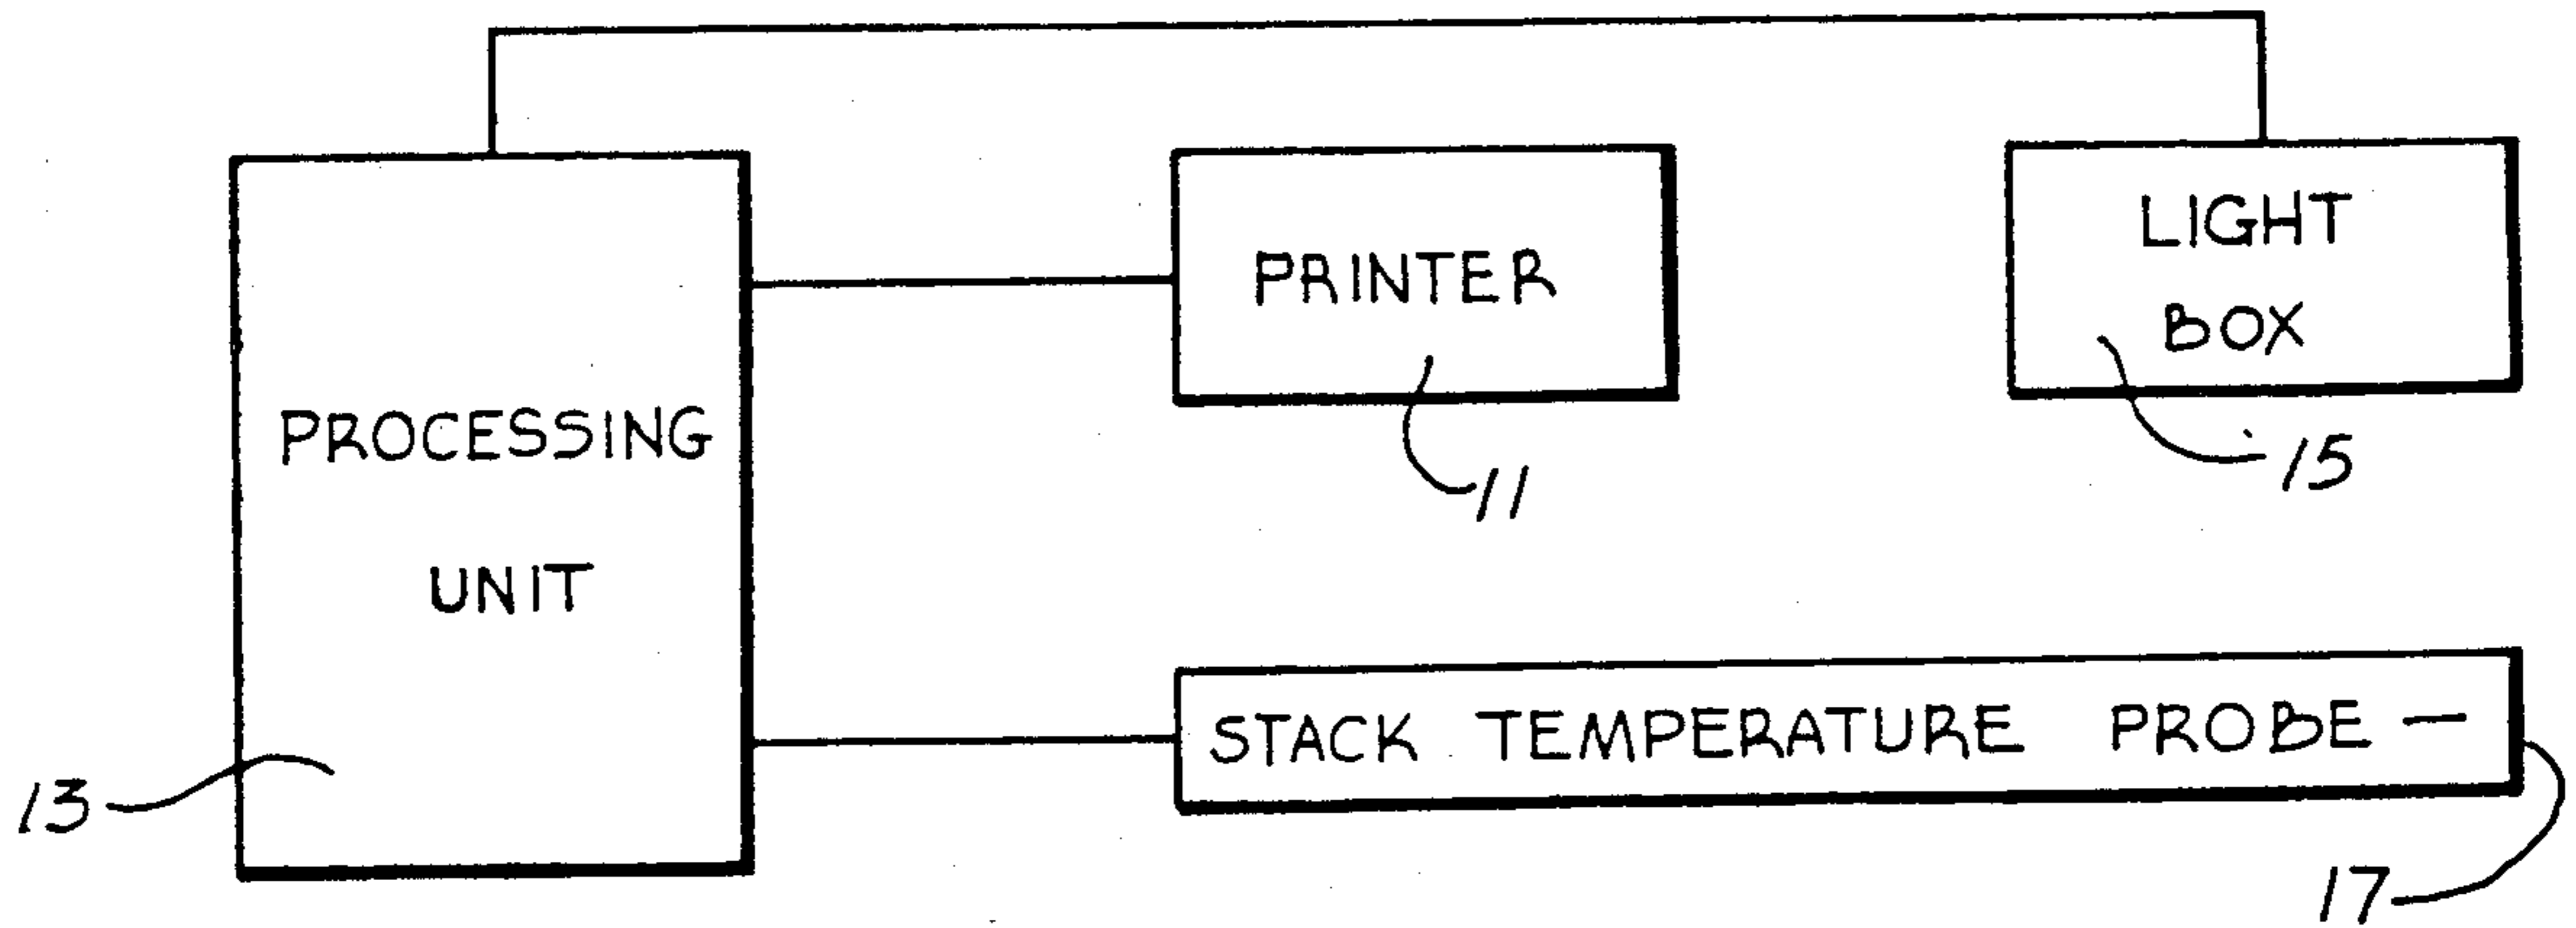 PROCESSING
UNIT
13
PRINTER
11
LIGHT
BOX
15
STACK TEMPERATURE PROBE —
17